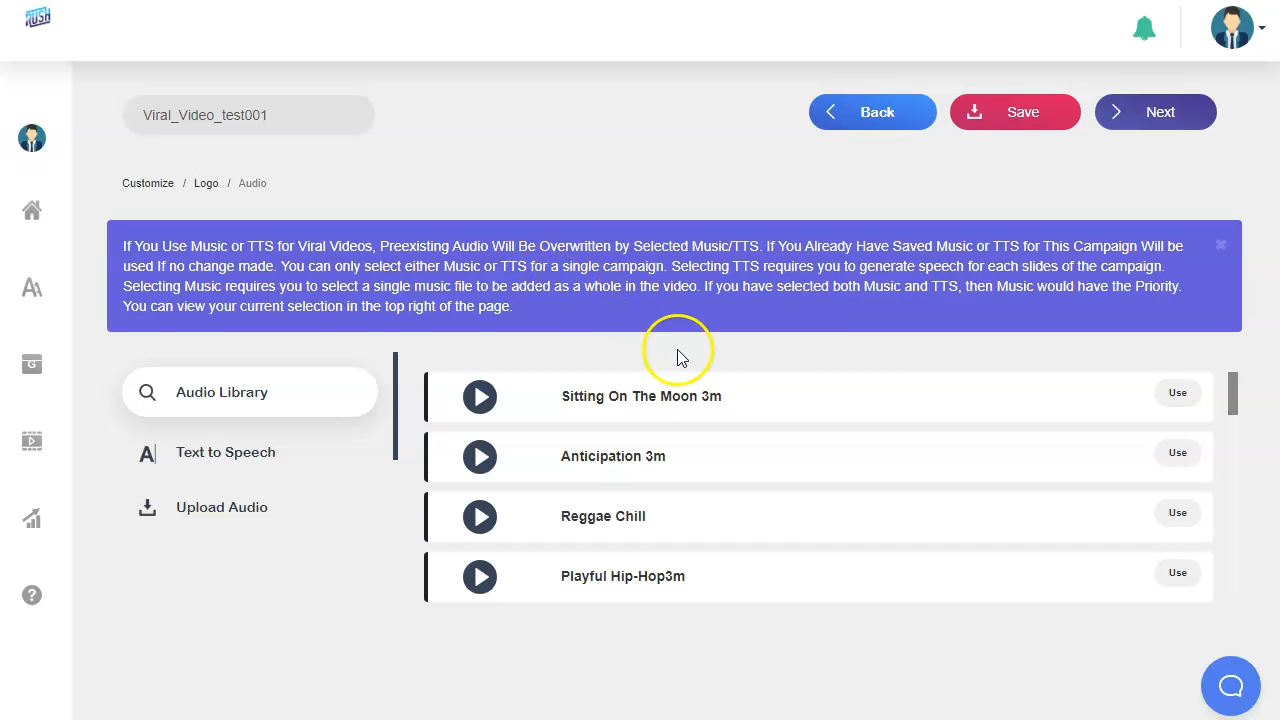 RUSH
Viral_Video_test001
Back
Save
Next
Customize / Logo / Audio
If You Use Music or TTS for Viral Videos, Preexisting Audio Will Be Overwritten by Selected Music/TTS. If You Already Have Saved Music or TTS for This Campaign Will be
used If no change made. You can only select either Music or TTS for a single campaign. Selecting TTS requires you to generate speech for each slides of the campaign.
Selecting Music requires you to select a single music file to be added as a whole in the video. If you have selected both Music and TTS, then Music would have the Priority.
You can view your current selection in the top right of the page.
Audio Library
Text to Speech
Upload Audio
Sitting On The Moon 3m
Use
Anticipation 3m
Use
Reggae Chill
Use
Playful Hip-Hop3m
Use